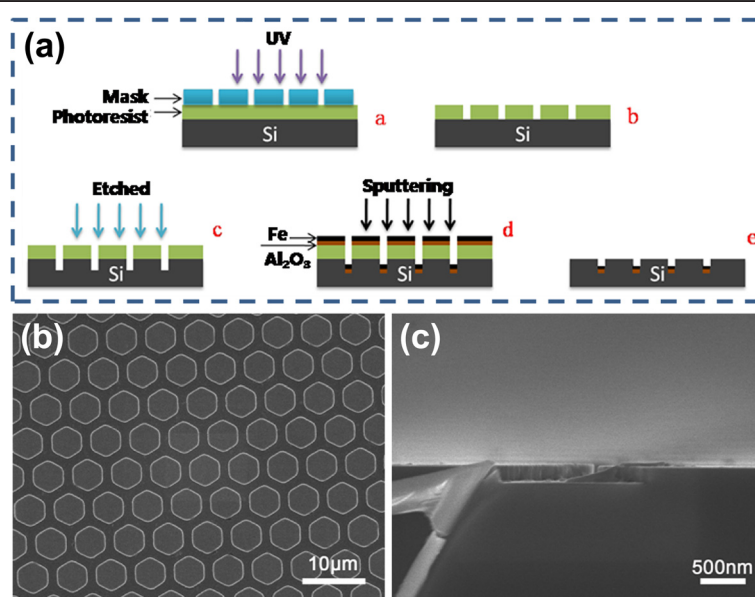 (a)
UV
Mask
Photoresist
Si
a
Si
b
Etched
Si
c
Sputtering
Fe
Al₂O₃
Si
d
Si
e
(b)
10μm
(c)
500nm